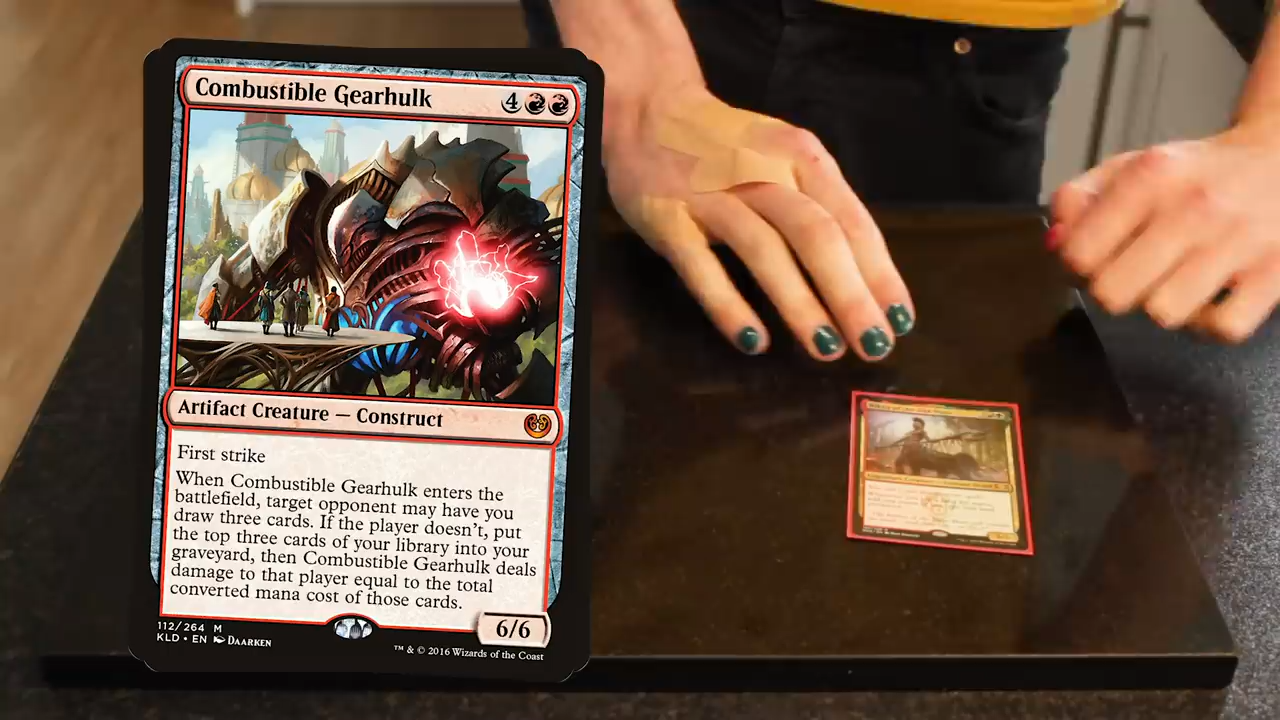 Combustible Gearhulk
4
Artifact Creature — Construct
First strike
When Combustible Gearhulk enters the
battlefield, target opponent may have you
draw three cards. If the player doesn't, put
the top three cards of your library into your
graveyard, then Combustible Gearhulk deals
damage to that player equal to the total
converted mana cost of those cards.
6/6
112/264 M
KLD • EN DAARKEN
™ & © 2016 Wizards of the Coast